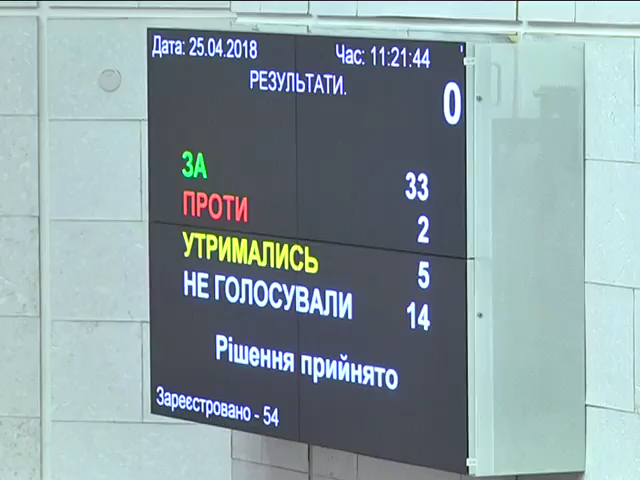 Дата: 25.04.2018 Час: 11:21:44
РЕЗУЛЬТАТИ.
0
ЗА 33
ПРОТИ 2
УТРИМАЛИСЬ 5
НЕ ГОЛОСУВАЛИ 14
Рішення прийнято
Зареєстровано - 54